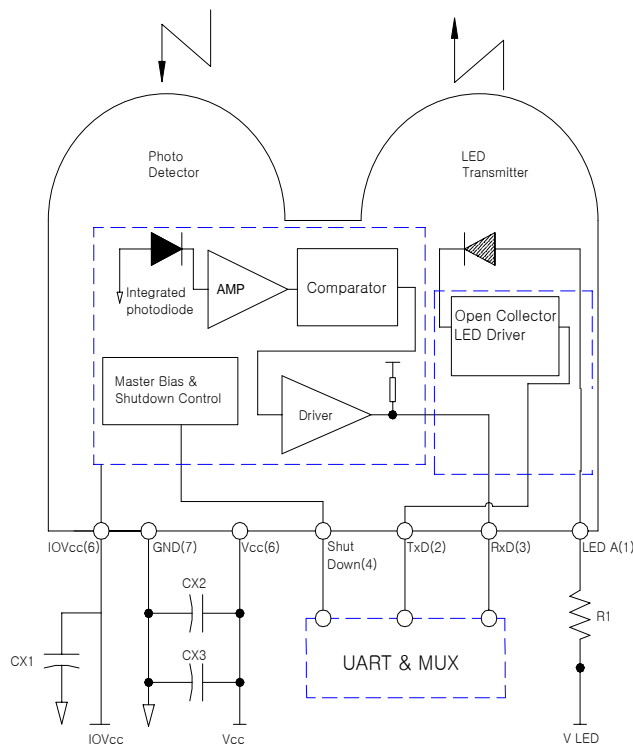 Photo
Detector
LED
Transmitter
Integrated
photodiode
AMP
Comparator
Open Collector
LED Driver
Master Bias &
Shutdown Control
Driver
IOVcc(6)
GND(7)
Vcc(6)
Shut
Down(4)
TxD(2)
RxD(3)
LED A(1)
CX2
CX1
CX3
UART & MUX
R1
IOVcc
Vcc
V LED